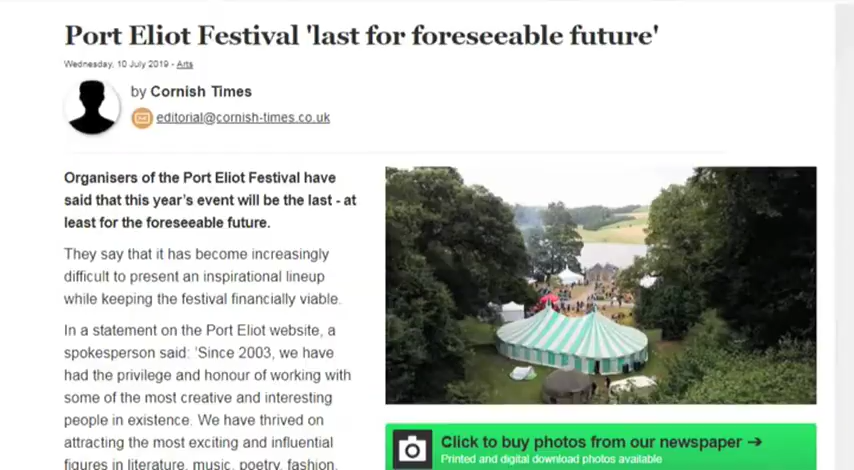 Port Eliot Festival 'last for foreseeable future'
Wednesday, 10 July 2019 - Arts
by Cornish Times
editorial@cornish-times.co.uk
Organisers of the Port Eliot Festival have
said that this year's event will be the last - at
least for the foreseeable future.
They say that it has become increasingly
difficult to present an inspirational lineup
while keeping the festival financially viable.
In a statement on the Port Eliot website, a
spokesperson said: 'Since 2003, we have
had the privilege and honour of working with
some of the most creative and interesting
people in existence. We have thrived on
attracting the most exciting and influential
figures in literature, music, poetry, fashion,
Click to buy photos from our newspaper ➔
Printed and digital download photos available